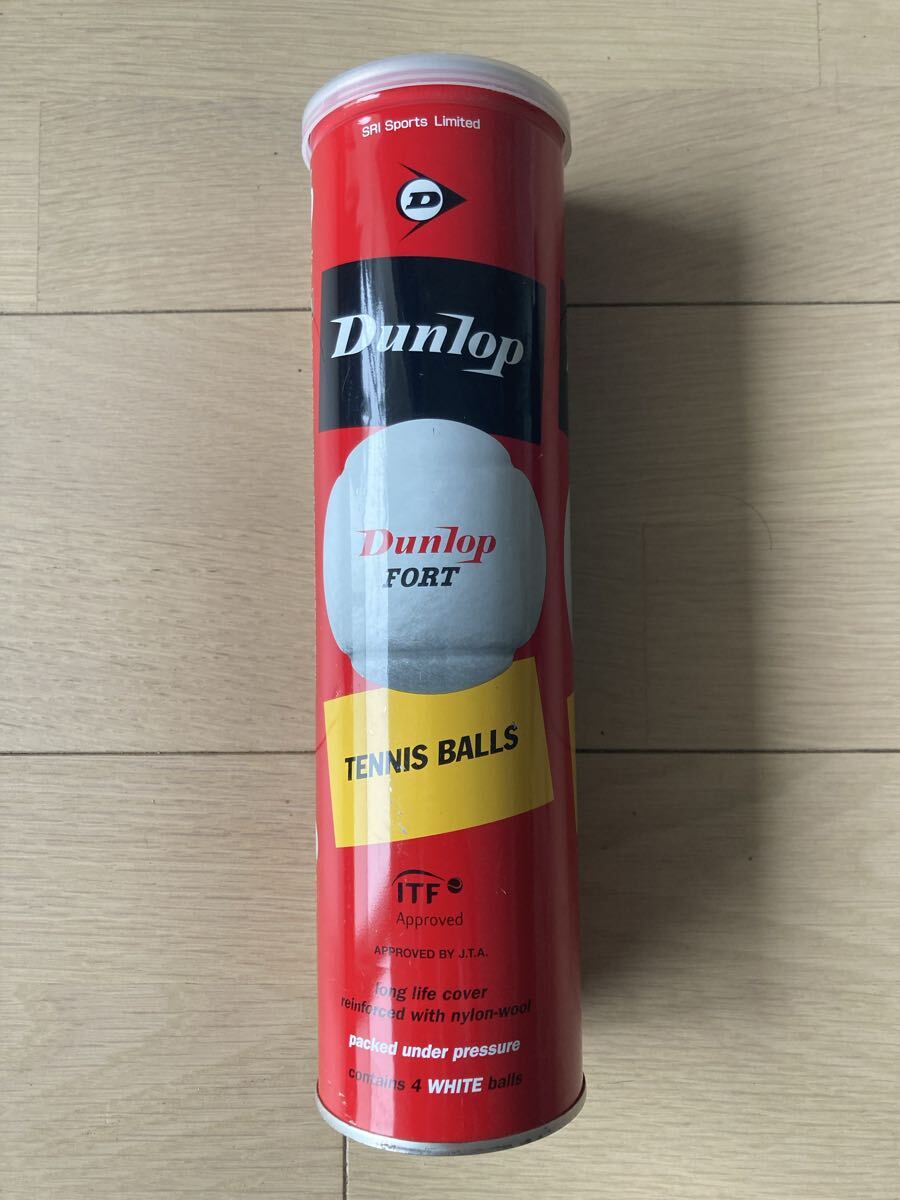 SRI Sports Limited
D
Dunlop
Dunlop
FORT
TENNIS BALLS
ITF
Approved
APPROVED BY J.T.A.
long life cover
reinforced with nylon-wool
packed under pressure
contains 4 WHITE balls